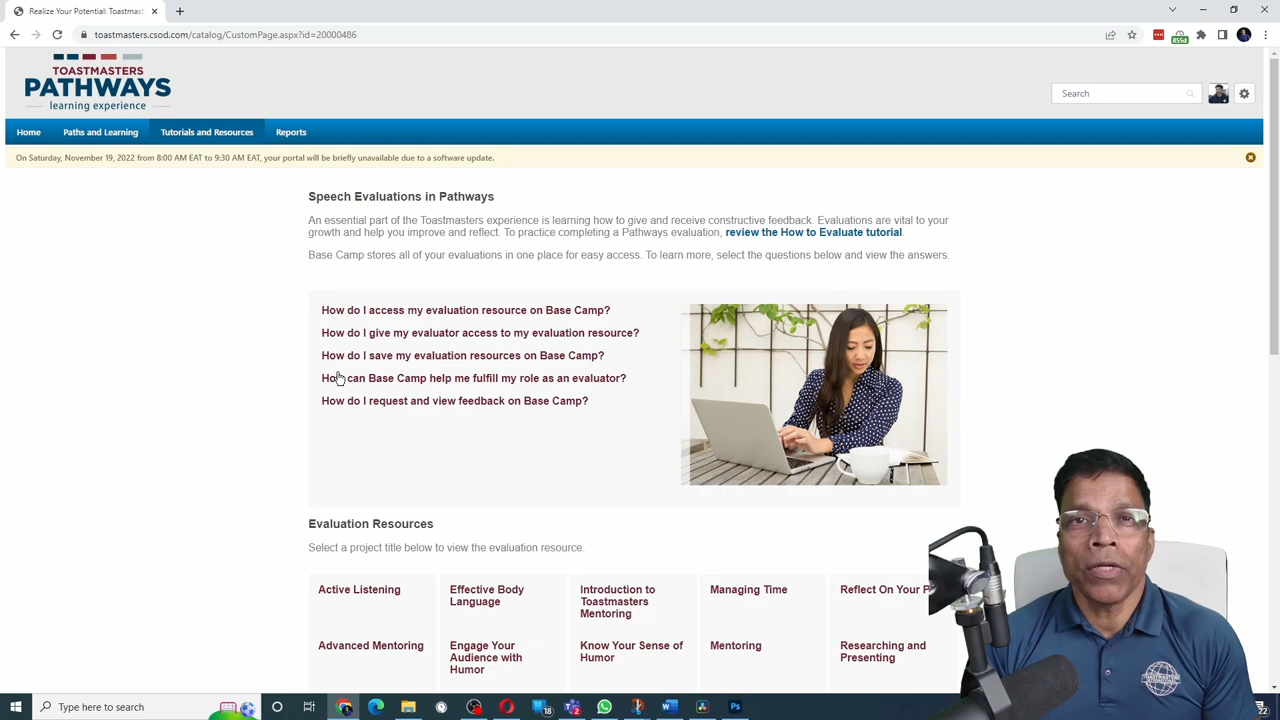 Realize Your Potential: Toastmas
toastmasters.csod.com/catalog/CustomPage.aspx?id=20000486
855d
TOASTMASTERS
PATHWAYS
learning experience
Search
Home
Paths and Learning
Tutorials and Resources
Reports
On Saturday, November 19, 2022 from 8:00 AM EAT to 9:30 AM EAT, your portal will be briefly unavailable due to a software update.
Speech Evaluations in Pathways
An essential part of the Toastmasters experience is learning how to give and receive constructive feedback. Evaluations are vital to your
growth and help you improve and reflect. To practice completing a Pathways evaluation, review the How to Evaluate tutorial.
Base Camp stores all of your evaluations in one place for easy access. To learn more, select the questions below and view the answers.
How do I access my evaluation resource on Base Camp?
How do I give my evaluator access to my evaluation resource?
How do I save my evaluation resources on Base Camp?
How can Base Camp help me fulfill my role as an evaluator?
How do I request and view feedback on Base Camp?
Evaluation Resources
Select a project title below to view the evaluation resource.
Active Listening
Effective Body
Language
Introduction to
Toastmasters
Mentoring
Managing Time
Reflect On Your P
Advanced Mentoring
Engage Your
Audience with
Humor
Know Your Sense of
Humor
Mentoring
Researching and
Presenting
TOASTMASTERS
Type here to search
18
2
22